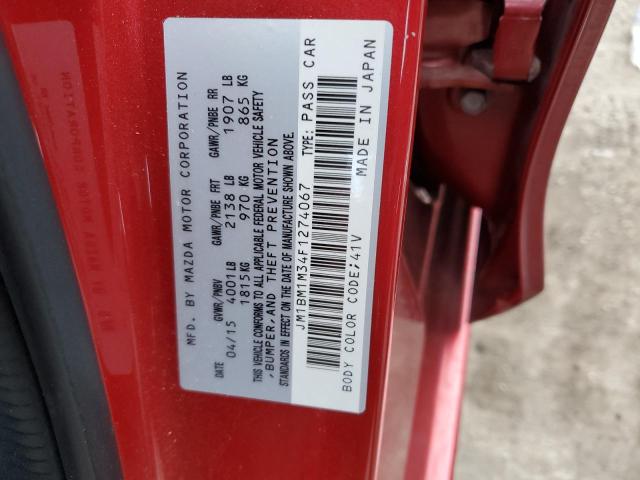 MFD. BY MAZDA MOTOR CORPORATION
DATE GVWR/PNBV GAWR/PNBE FRT GAWR/PNBE RR
04/15 4001LB 2138 LB 1907 LB
1815KG 970 KG 865 KG
THIS VEHICLE CONFORMS TO ALL APPLICABLE FEDERAL MOTOR VEHICLE SAFETY
,BUMPER,AND THEFT PREVENTION
STANDARDS IN EFFECT ON THE DATE OF MANUFACTURE SHOWN ABOVE.
JM1BM1M34F1274067 TYPE: PASS CAR
BODY COLOR CODE;41V MADE IN JAPAN